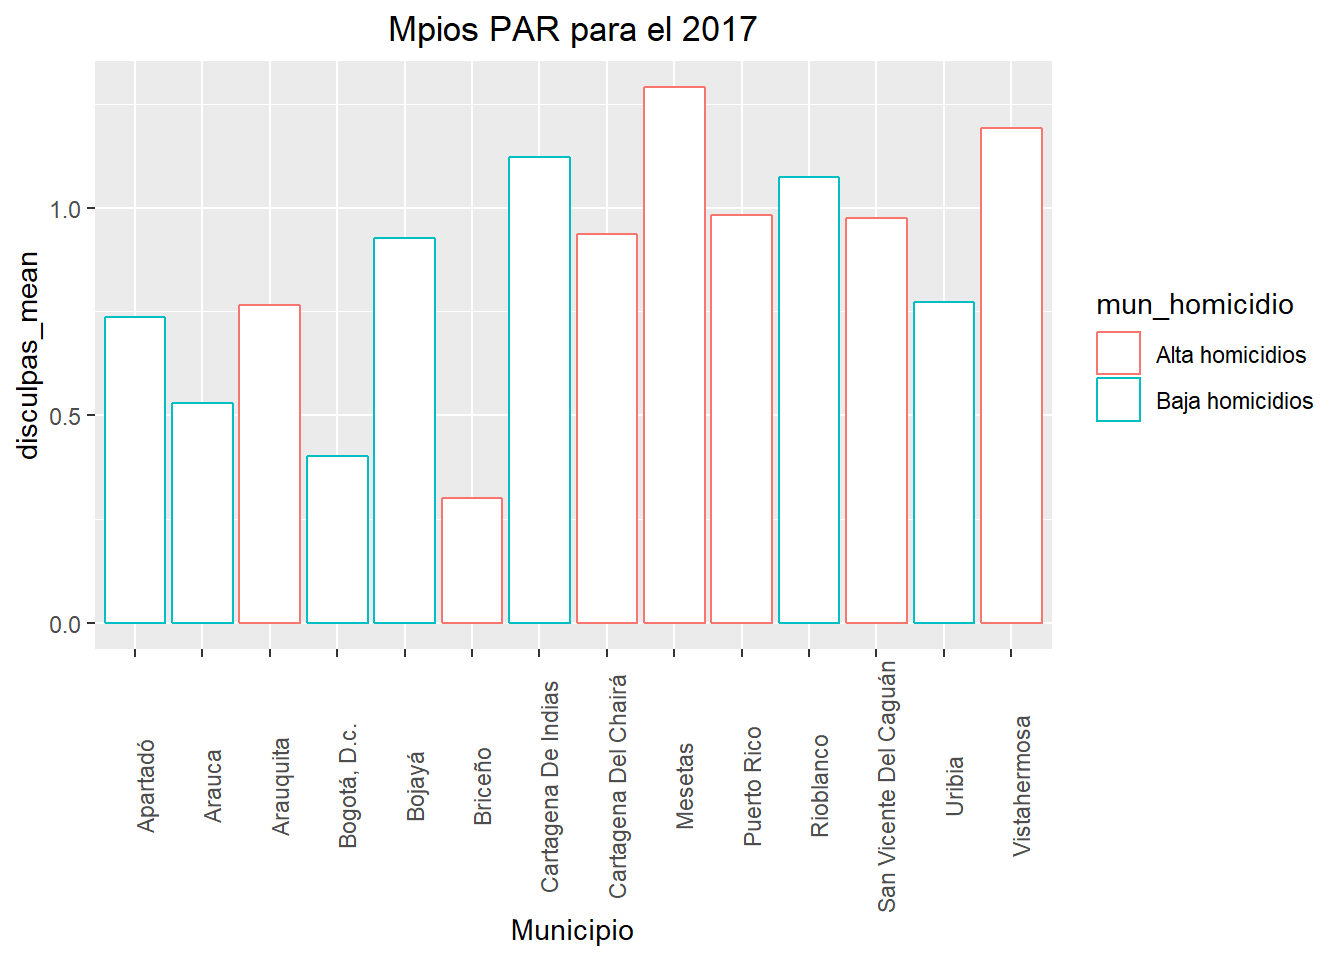 Mpios PAR para el 2017
disculpas_mean
1.0
0.5
0.0
Apartadó
Arauca
Arauquita
Bogotá, D.c.
Bojayá
Briceño
Cartagena De Indias
Cartagena Del Chairá
Mesetas
Puerto Rico
Rioblanco
San Vicente Del Caguán
Uribia
Vistahermosa
Municipio
mun_homicidio
Alta homicidios
Baja homicidios